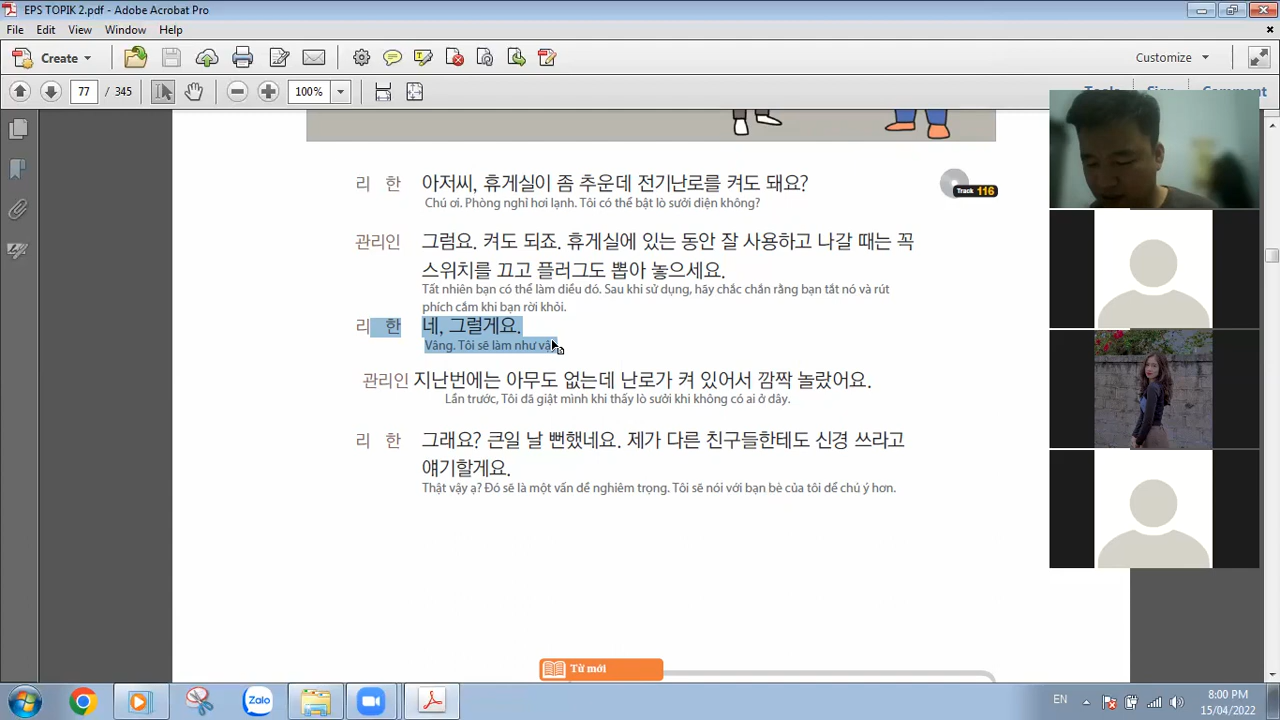 EPS TOPIK 2.pdf - Adobe Acrobat Pro
File Edit View Window Help
Create
Customize
77 / 345
100%
Tools Sign Comment
리 한 아저씨, 휴게실이 좀 추운데 전기난로를 켜도 돼요?
Chú ơi. Phòng nghỉ hơi lạnh. Tôi có thể bật lò sưởi điện không?
Track 116
관리인 그럼요. 켜도 되죠. 휴게실에 있는 동안 잘 사용하고 나갈 때는 꼭
스위치를 끄고 플러그도 뽑아 놓으세요.
Tất nhiên bạn có thể làm điều đó. Sau khi sử dụng, hãy chắc chắn rằng bạn tắt nó và rút
phích cắm khi bạn rời khỏi.
리 한 네, 그럴게요.
Vâng. Tôi sẽ làm như vậy
관리인 지난번에는 아무도 없는데 난로가 켜 있어서 깜짝 놀랐어요.
Lần trước, Tôi đã giật mình khi thấy lò sưởi khi không có ai ở đây.
리 한 그래요? 큰일 날 뻔했네요. 제가 다른 친구들한테도 신경 쓰라고
얘기할게요.
Thật vậy ạ? Đó sẽ là một vấn đề nghiêm trọng. Tôi sẽ nói với bạn bè của tôi để chú ý hơn.
Từ mới
Zalo
EN
8:00 PM
15/04/2022